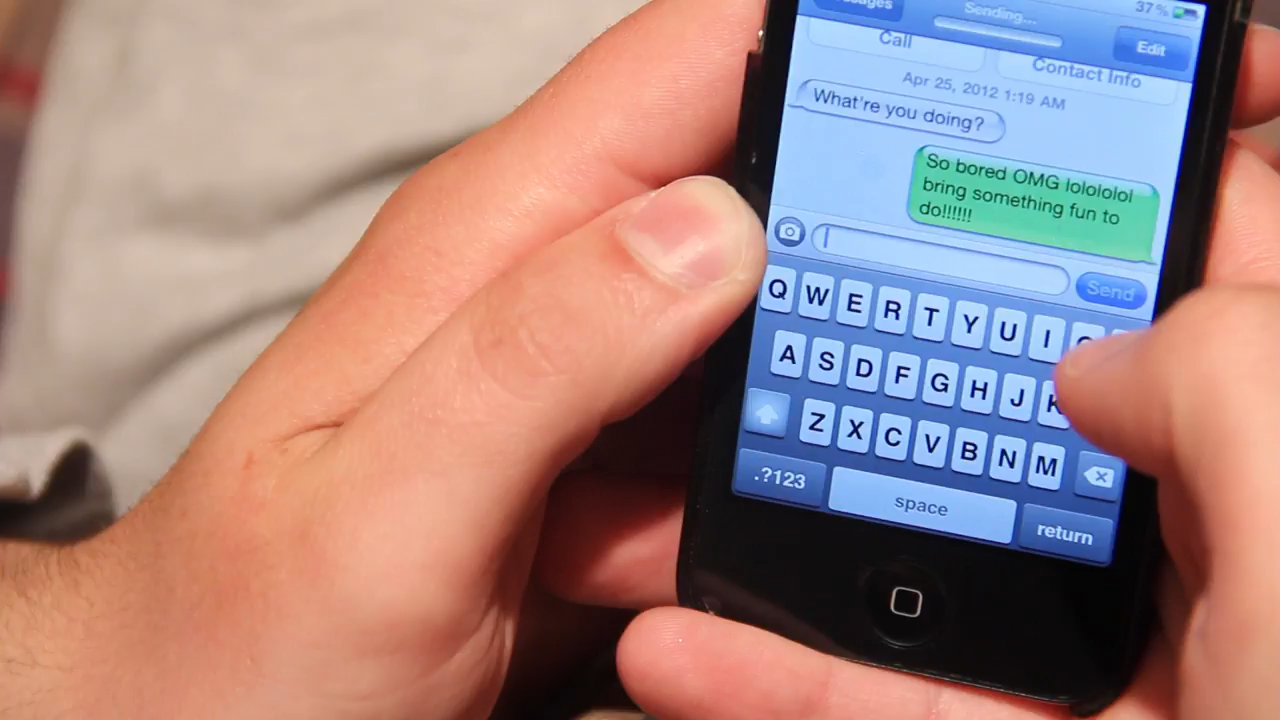 37%
Sending...
Edit
Call
Contact Info
Apr 25, 2012 1:19 AM
What're you doing?
So bored OMG lolololol
bring something fun to
do!!!!!!
Send
Q W E R T Y U I
A S D F G H J K
Z X C V B N M
.?123
space
return